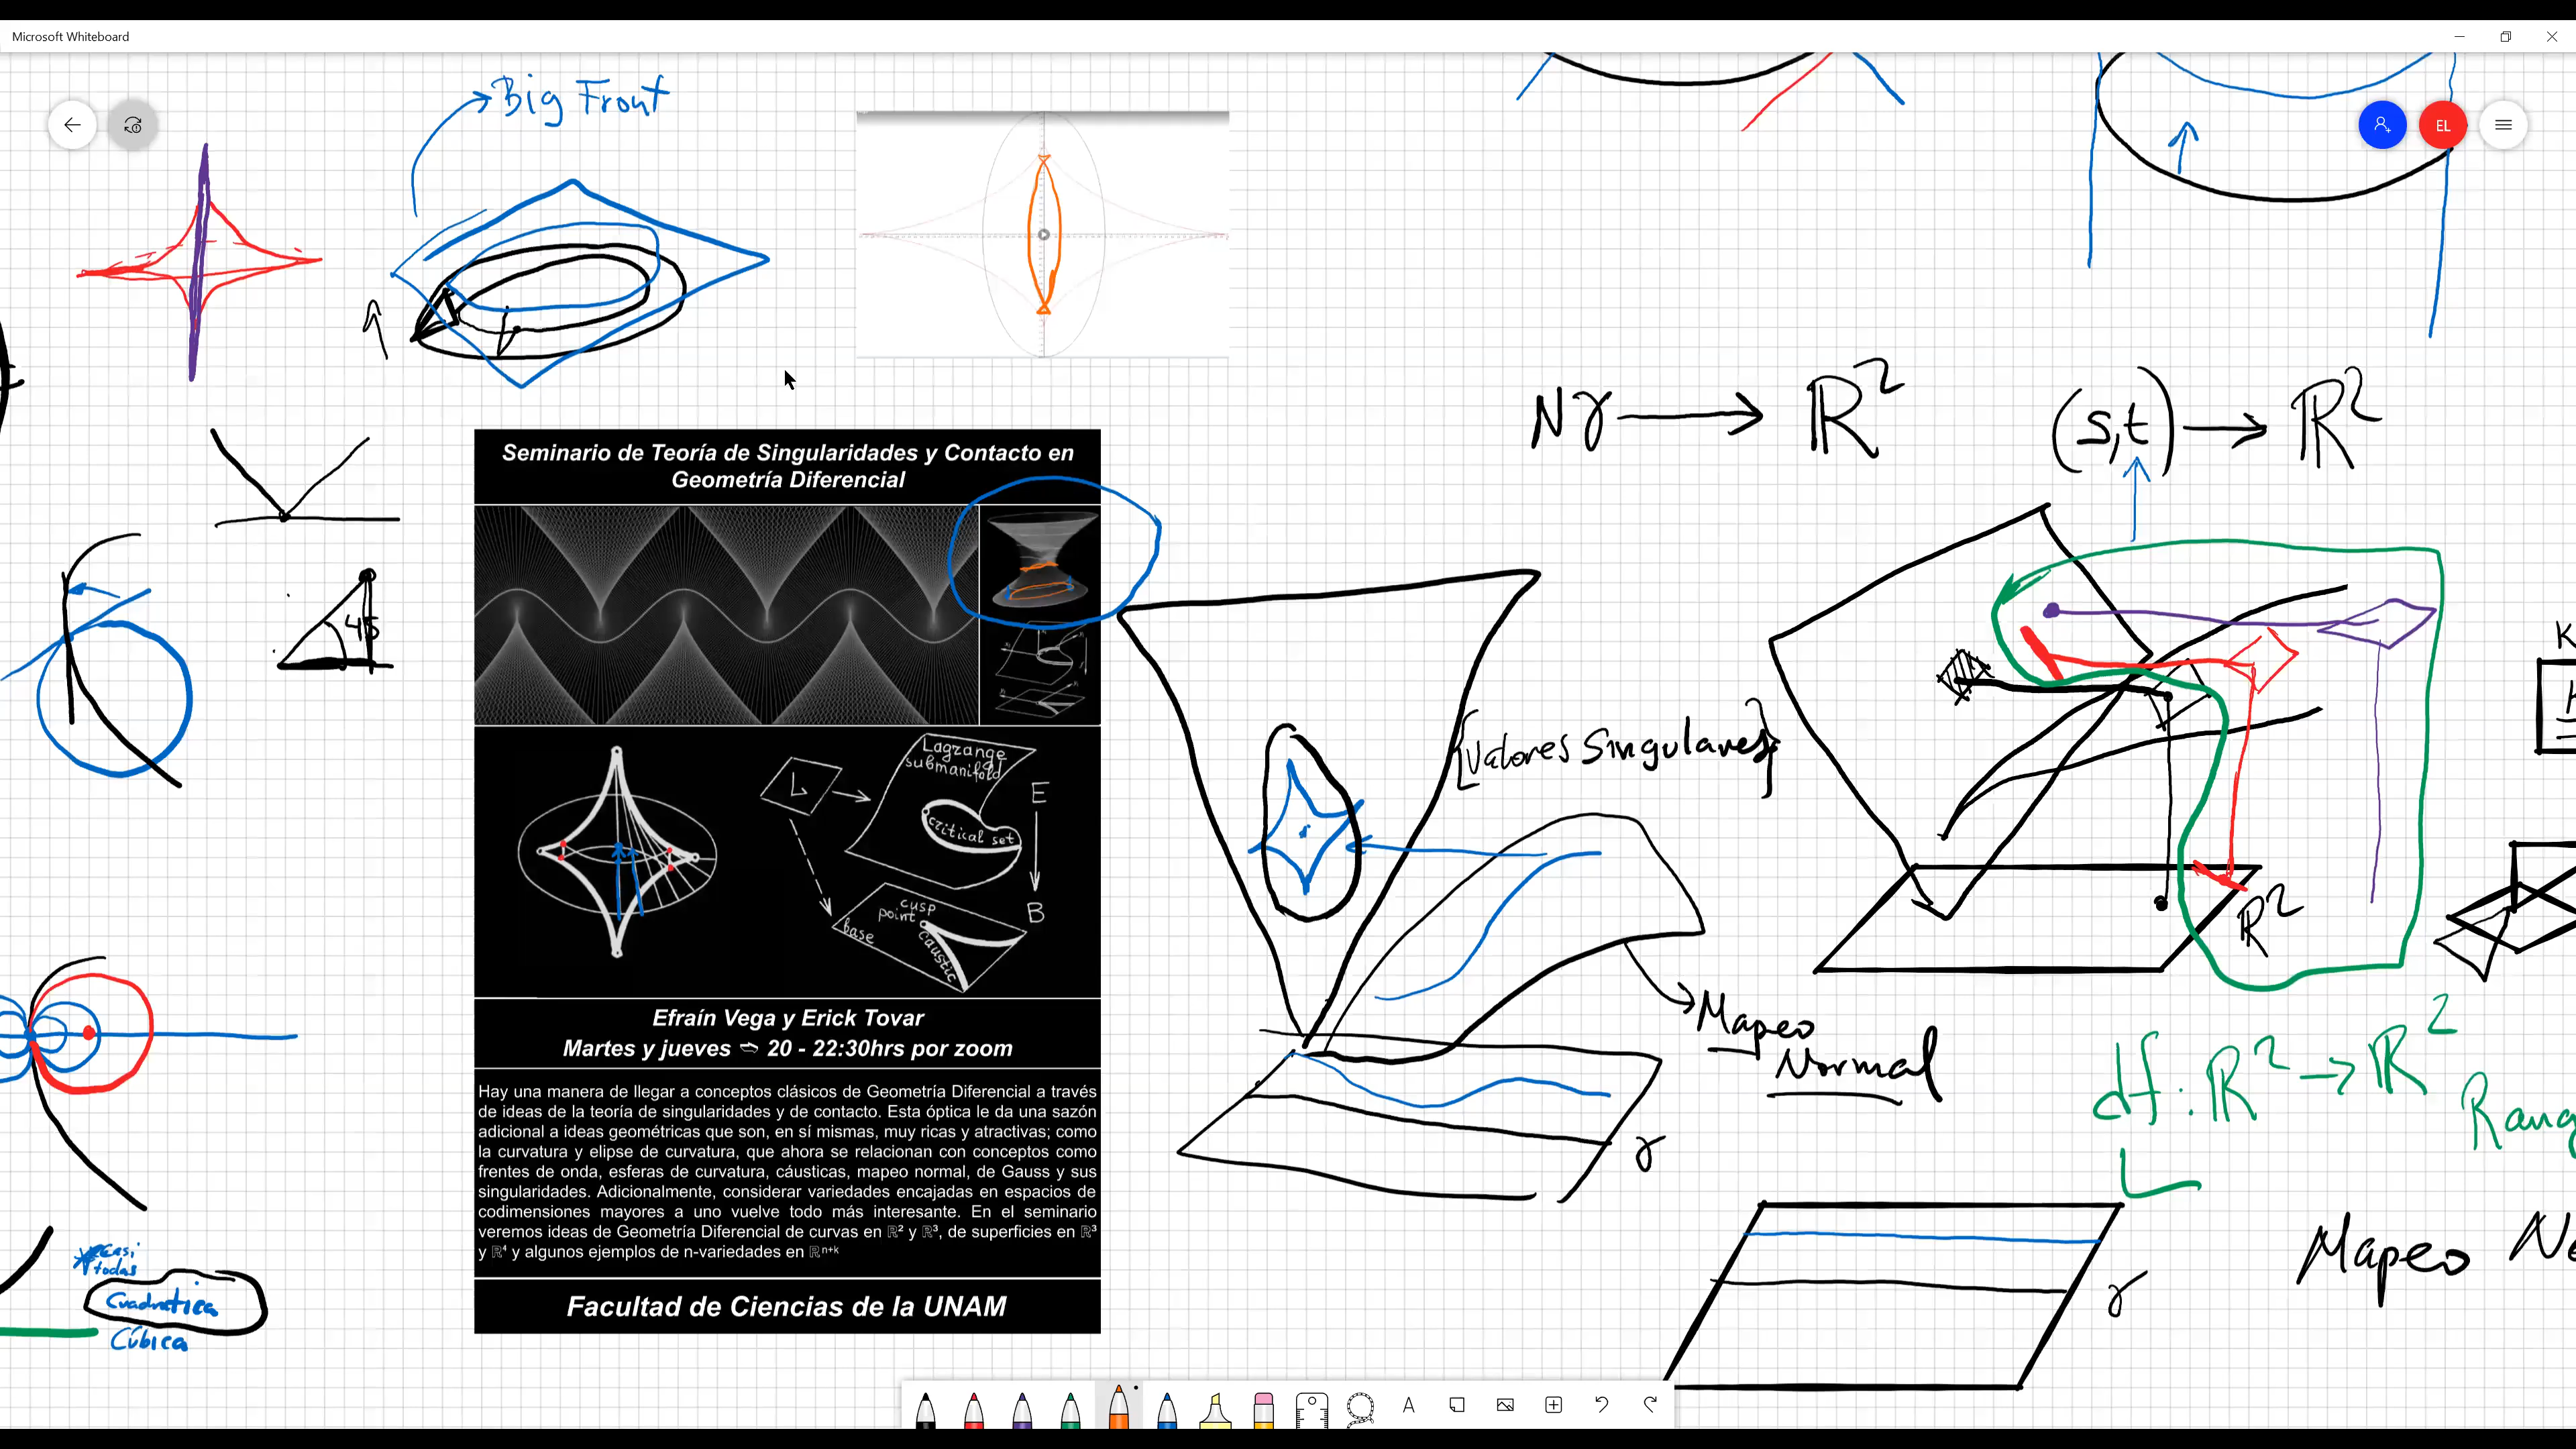 Microsoft Whiteboard
Big Front
EL
Nγ → ℝ²
(s,t) → ℝ²
Seminario de Teoría de Singularidades y Contacto en
Geometría Diferencial
45
{Valores Singulares}
Lagrange
submanifold
L
critical set
E
B
cusp
point
base
caustic
ℝ²
Efraín Vega y Erick Tovar
Martes y jueves ⇨ 20 - 22:30hrs por zoom
Mapeo
Normal
df: ℝ² → ℝ²
γ
Hay una manera de llegar a conceptos clásicos de Geometría Diferencial a través
de ideas de la teoría de singularidades y de contacto. Esta óptica le da una sazón
adicional a ideas geométricas que son, en sí mismas, muy ricas y atractivas; como
la curvatura y elipse de curvatura, que ahora se relacionan con conceptos como
frentes de onda, esferas de curvatura, cáusticas, mapeo normal, de Gauss y sus
singularidades. Adicionalmente, considerar variedades encajadas en espacios de
codimensiones mayores a uno vuelve todo más interesante. En el seminario
veremos ideas de Geometría Diferencial de curvas en ℝ² y ℝ³, de superficies en ℝ³
y ℝ⁴ y algunos ejemplos de n-variedades en ℝⁿ⁺ᵏ
Casi
todas
Cuadratica
Cúbica
Facultad de Ciencias de la UNAM
γ
Mapeo
A